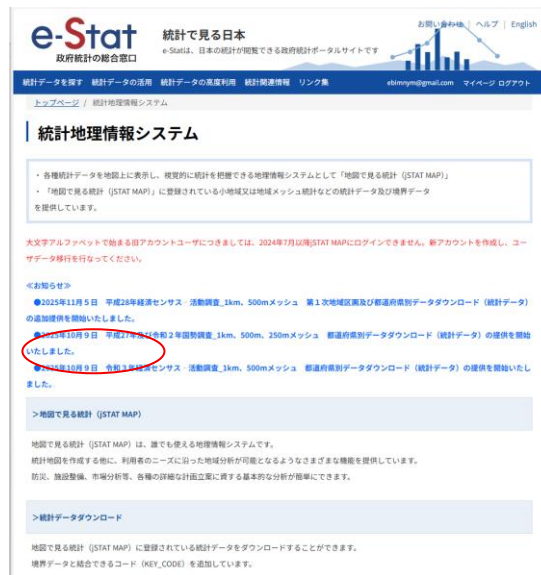 e-Stat
政府統計の総合窓口
統計で見る日本
e-Statは、日本の統計が閲覧できる政府統計ポータルサイトです
お問い合わせ | ヘルプ | English
統計データを探す 統計データの活用 統計データの高度利用 統計関連情報 リンク集 ebimnym@gmail.com マイページ ログアウト
トップページ / 統計地理情報システム
統計地理情報システム
・ 各種統計データを地図上に表示し、視覚的に統計を把握できる地理情報システムとして「地図で見る統計（jSTAT MAP）」
・ 「地図で見る統計（jSTAT MAP）」に登録されている小地域又は地域メッシュ統計などの統計データ及び境界データ
を提供しています。
大文字アルファベットで始まる旧アカウントユーザにつきましては、2024年7月以降jSTAT MAPにログインできません。新アカウントを作成し、ユー
ザデータ移行を行なってください。
≪お知らせ≫
●2025年11月５日 平成28年経済センサス‐活動調査_1km、500mメッシュ 第１次地域区画及び都道府県別データダウンロード（統計データ）
の追加提供を開始いたしました。
●2025年10月９日 平成27年及び令和２年国勢調査_1km、500m、250mメッシュ 都道府県別データダウンロード（統計データ）の提供を開始
いたしました。
●2025年10月９日 令和３年経済センサス‐活動調査_1km、500mメッシュ 都道府県別データダウンロード（統計データ）の提供を開始いたし
ました。
＞地図で見る統計（jSTAT MAP）
地図で見る統計（jSTAT MAP）は、誰でも使える地理情報システムです。
統計地図を作成する他に、利用者のニーズに沿った地域分析が可能となるようなさまざまな機能を提供しています。
防災、施設整備、市場分析等、各種の詳細な計画立案に資する基本的な分析が簡単にできます。
＞統計データダウンロード
地図で見る統計（jSTAT MAP）に登録されている統計データをダウンロードすることができます。
境界データと結合できるコード（KEY_CODE）を追加しています。